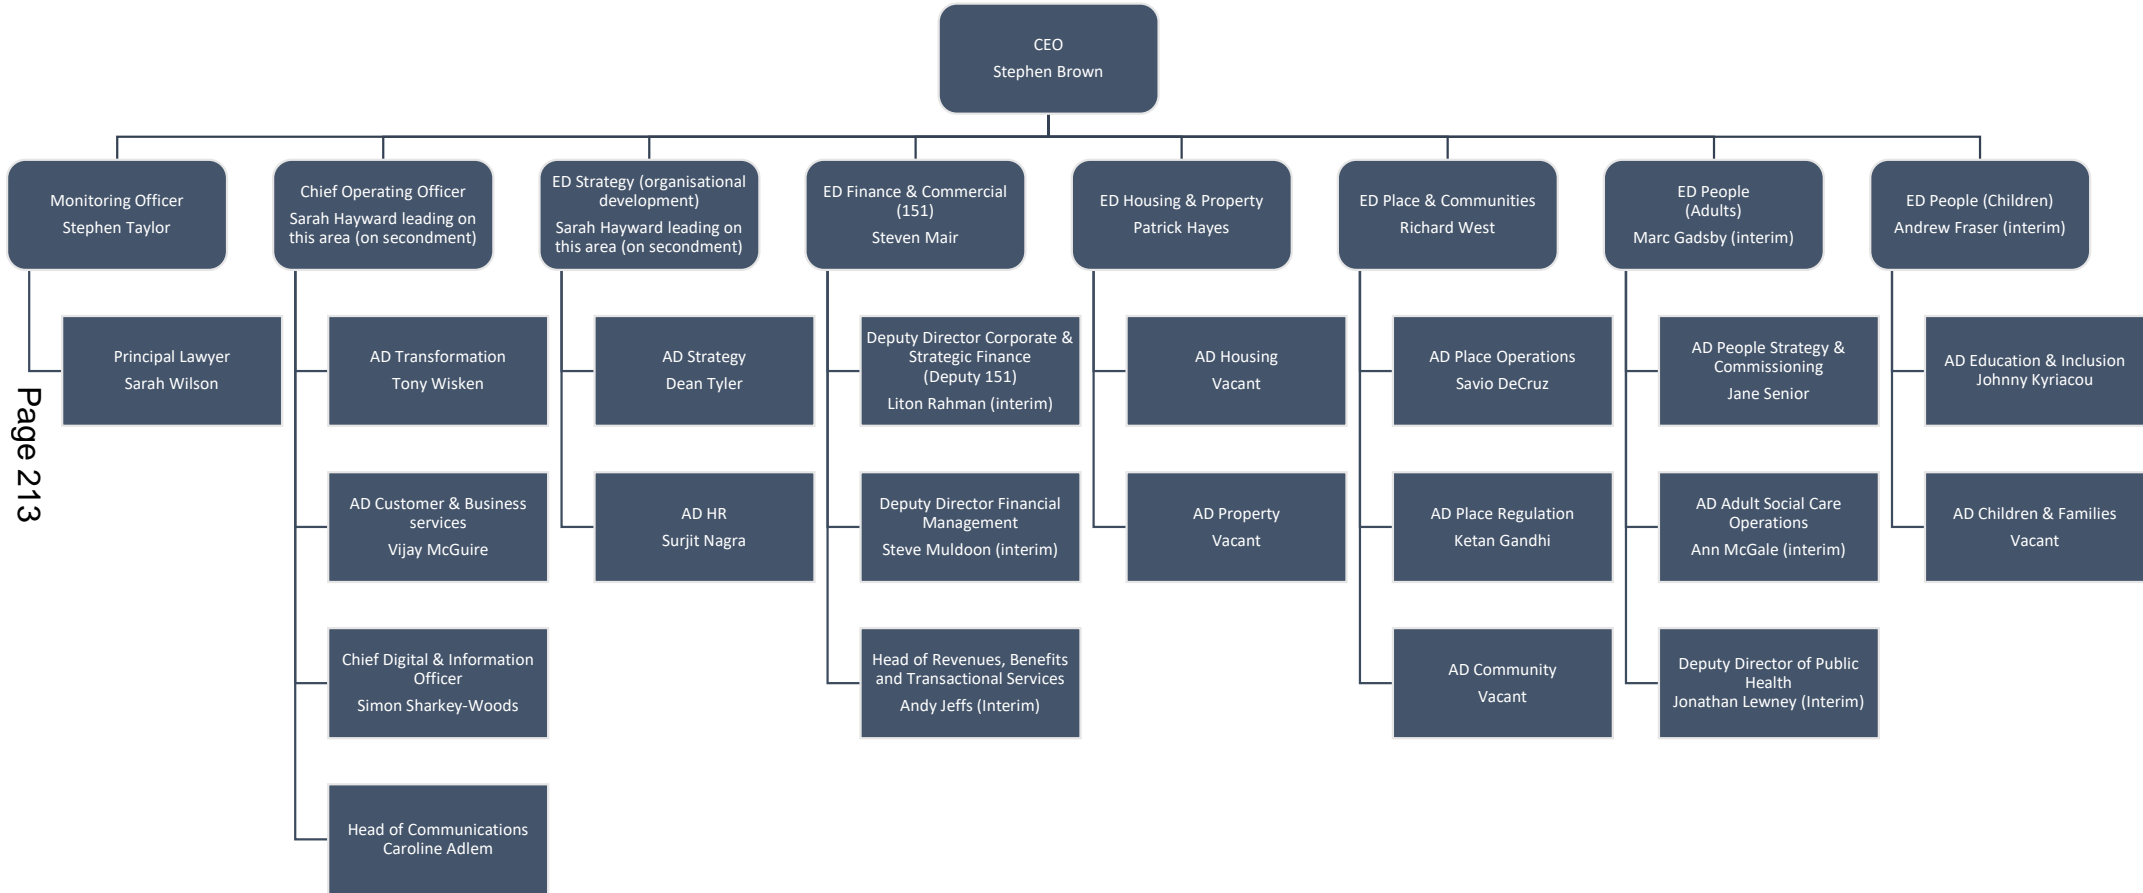 CEO
Stephen Brown
Monitoring Officer
Stephen Taylor
Chief Operating Officer
Sarah Hayward leading on
this area (on secondment)
ED Strategy (organisational
development)
Sarah Hayward leading on
this area (on secondment)
ED Finance & Commercial
(151)
Steven Mair
ED Housing & Property
Patrick Hayes
ED Place & Communities
Richard West
ED People
(Adults)
Marc Gadsby (interim)
ED People (Children)
Andrew Fraser (interim)
Principal Lawyer
Sarah Wilson
AD Transformation
Tony Wisken
AD Customer & Business
services
Vijay McGuire
Chief Digital & Information
Officer
Simon Sharkey-Woods
Head of Communications
Caroline Adlem
AD Strategy
Dean Tyler
AD HR
Surjit Nagra
Deputy Director Corporate &
Strategic Finance
(Deputy 151)
Liton Rahman (interim)
Deputy Director Financial
Management
Steve Muldoon (interim)
Head of Revenues, Benefits
and Transactional Services
Andy Jeffs (Interim)
AD Housing
Vacant
AD Property
Vacant
AD Place Operations
Savio DeCruz
AD Place Regulation
Ketan Gandhi
AD Community
Vacant
AD People Strategy &
Commissioning
Jane Senior
AD Adult Social Care
Operations
Ann McGale (interim)
Deputy Director of Public
Health
Jonathan Lewney (Interim)
AD Education & Inclusion
Johnny Kyriacou
AD Children & Families
Vacant
Page 213